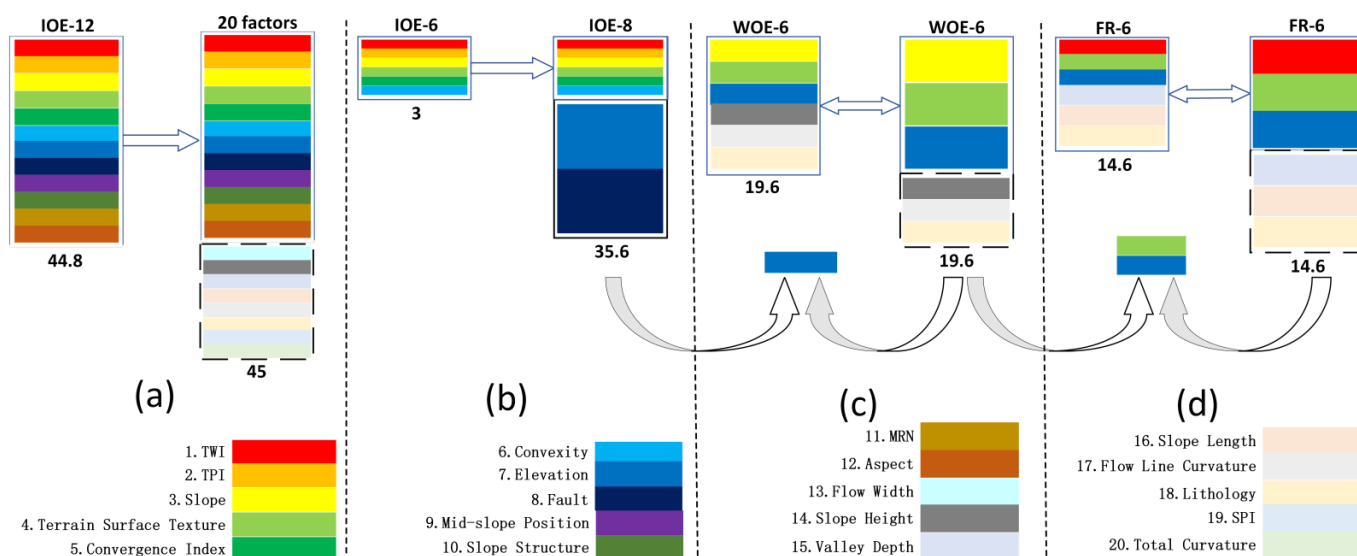 IOE-12
20 factors
44.8
45
(a)
IOE-6
IOE-8
3
35.6
(b)
WOE-6
WOE-6
19.6
19.6
(c)
FR-6
FR-6
14.6
14.6
(d)
1. TWI
2. TPI
3. Slope
4. Terrain Surface Texture
5. Convergence Index
6. Convexity
7. Elevation
8. Fault
9. Mid-slope Position
10. Slope Structure
11. MRN
12. Aspect
13. Flow Width
14. Slope Height
15. Valley Depth
16. Slope Length
17. Flow Line Curvature
18. Lithology
19. SPI
20. Total Curvature